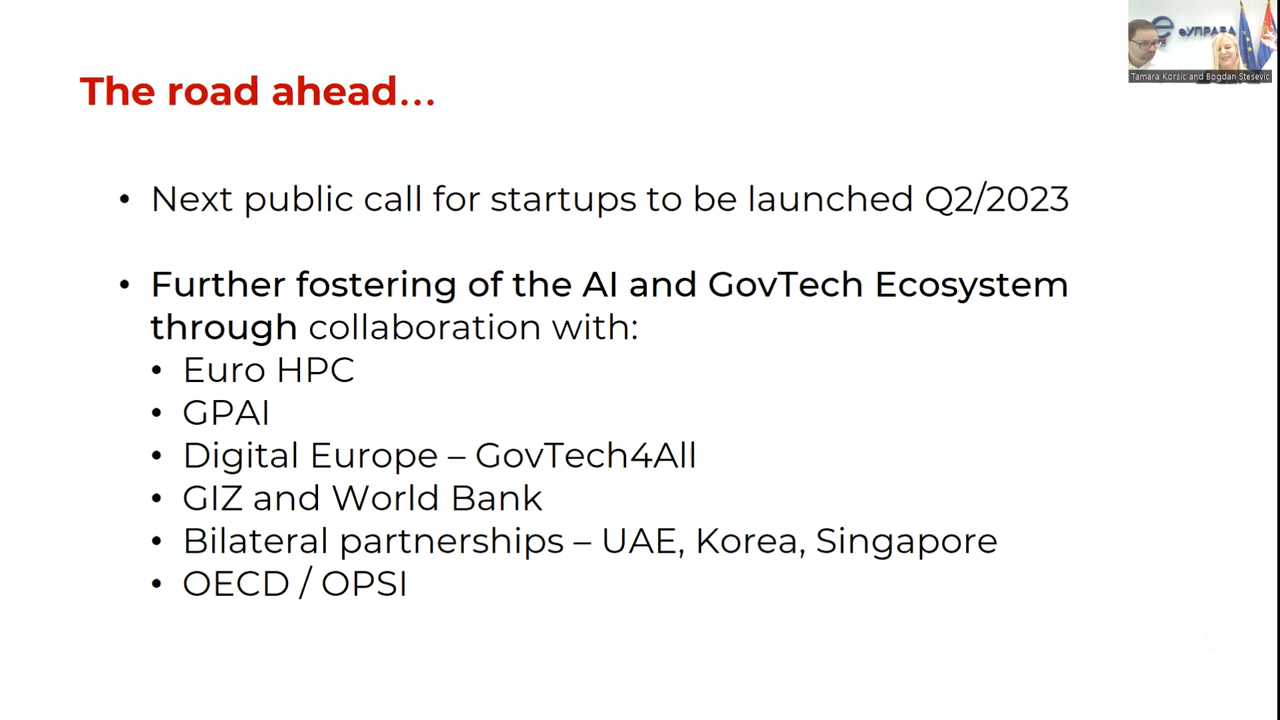 еУПРАВА
Tamara Korsic and Bogdan Stesevic
The road ahead...
• Next public call for startups to be launched Q2/2023
• Further fostering of the AI and GovTech Ecosystem
through collaboration with:
• Euro HPC
• GPAI
• Digital Europe – GovTech4All
• GIZ and World Bank
• Bilateral partnerships – UAE, Korea, Singapore
• OECD / OPSI